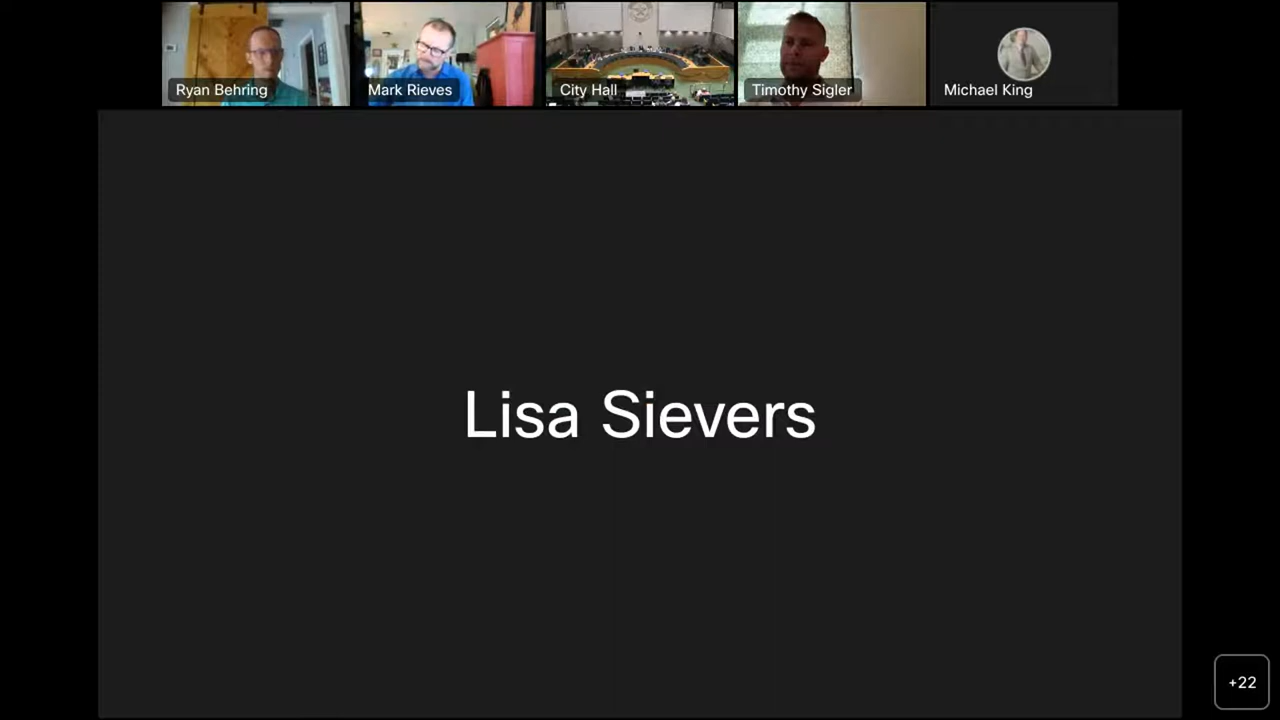 Ryan Behring
Mark Rieves
City Hall
Timothy Sigler
Michael King
Lisa Sievers
+22